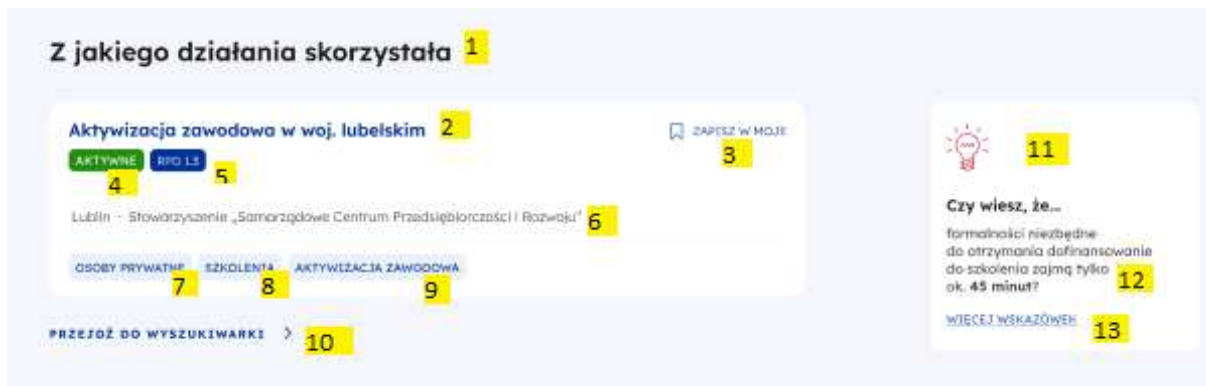 Z jakiego działania skorzystała 1
Aktywizacja zawodowa w woj. lubelskim 2
ZAPISZ W MOJE
3
AKTYWNE RPO 1.3
4 5
Lublin - Stowarzyszenie „Samorządowe Centrum Przedsiębiorczości i Rozwoju” 6
OSOBY PRYWATNE SZKOLENIA AKTYWIZACJA ZAWODOWA
7 8 9
PRZEJDŹ DO WYSZUKIWARKI > 10
11
Czy wiesz, że...
formalności niezbędne
do otrzymania dofinansowanie
do szkolenia zajmą tylko
ok. 45 minut? 12
WIĘCEJ WSKAZÓWEK 13